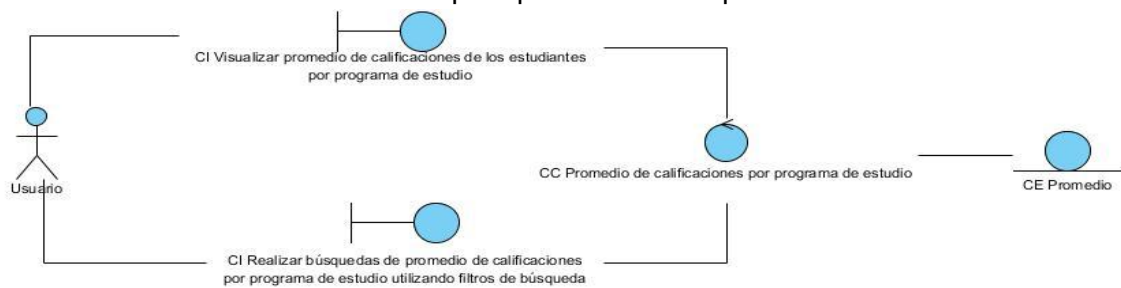 CI Visualizar promedio de calificaciones de los estudiantes
por programa de estudio
Usuario
CC Promedio de calificaciones por programa de estudio
CE Promedio
CI Realizar búsquedas de promedio de calificaciones
por programa de estudio utilizando filtros de búsqueda